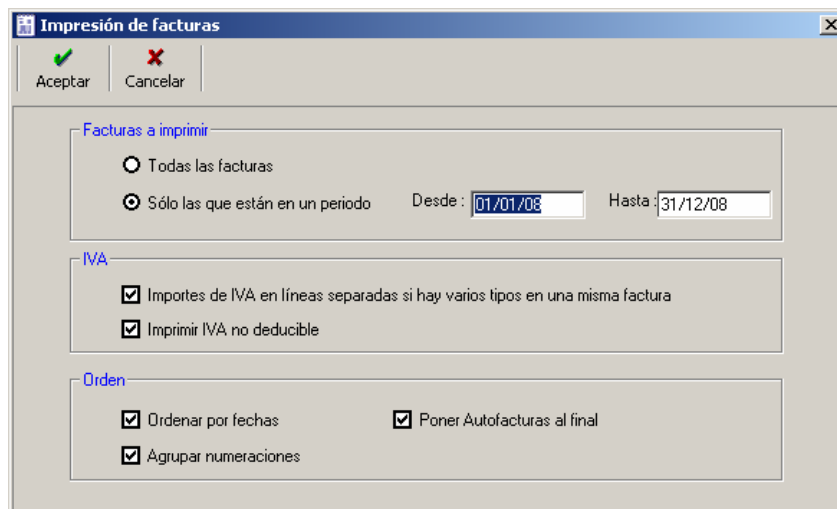 Impresión de facturas
Aceptar Cancelar
Facturas a imprimir
Todas las facturas
Sólo las que están en un periodo Desde : 01/01/08 Hasta : 31/12/08
IVA
Importes de IVA en líneas separadas si hay varios tipos en una misma factura
Imprimir IVA no deducible
Orden
Ordenar por fechas Poner Autofacturas al final
Agrupar numeraciones